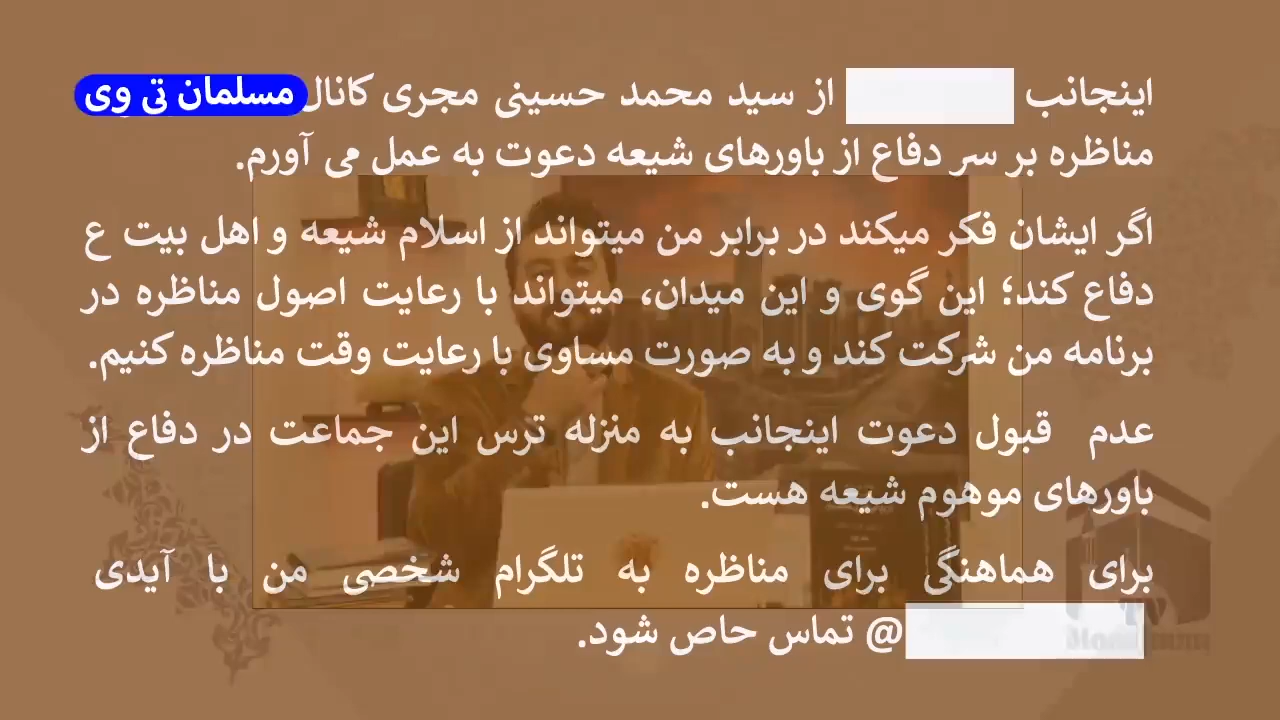 اینجانب از سید محمد حسینی مجری کانال مسلمان تی وی
مناظره بر سر دفاع از باورهای شیعه دعوت به عمل می آورم.
اگر ایشان فکر میکند در برابر من میتواند از اسلام شیعه و اهل بیت ع
دفاع کند؛ این گوی و این میدان، میتواند با رعایت اصول مناظره در
برنامه من شرکت کند و به صورت مساوی با رعایت وقت مناظره کنیم.
عدم قبول دعوت اینجانب به منزله ترس این جماعت در دفاع از
باورهای موهوم شیعه هست.
برای هماهنگی برای مناظره به تلگرام شخصی من با آیدی
@ تماس حاص شود.
TV